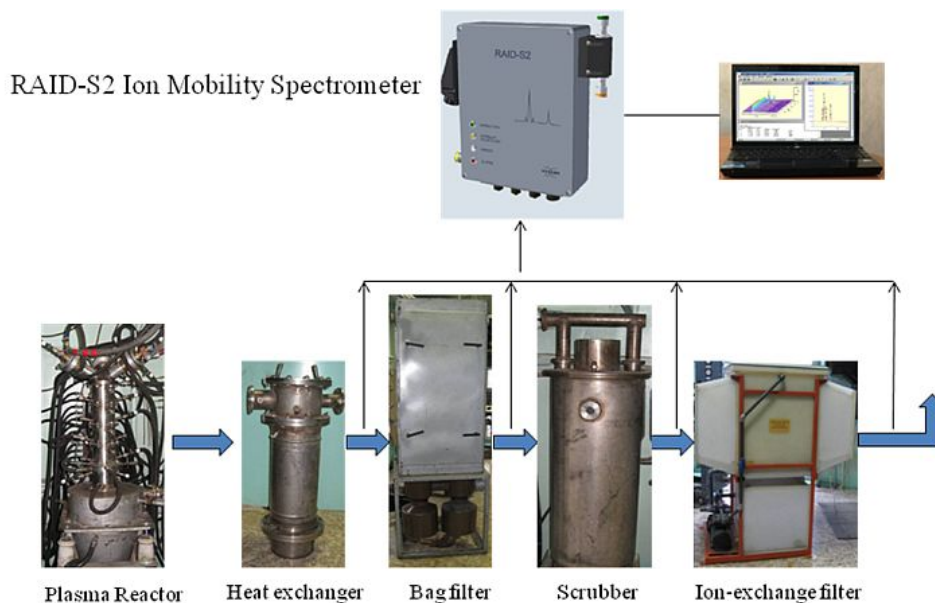 RAID-S2 Ion Mobility Spectrometer
RAID-S2
Plasma Reactor
Heat exchanger
Bag filter
Scrubber
Ion-exchange filter